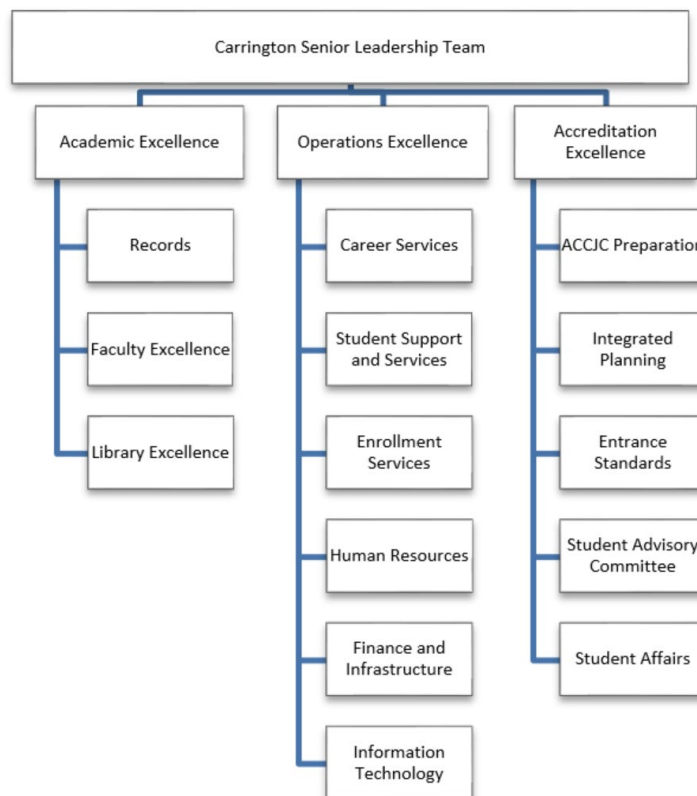 Carrington Senior Leadership Team
Academic Excellence
Records
Faculty Excellence
Library Excellence
Operations Excellence
Career Services
Student Support
and Services
Enrollment
Services
Human Resources
Finance and
Infrastructure
Information
Technology
Accreditation
Excellence
ACCJC Preparation
Integrated
Planning
Entrance
Standards
Student Advisory
Committee
Student Affairs